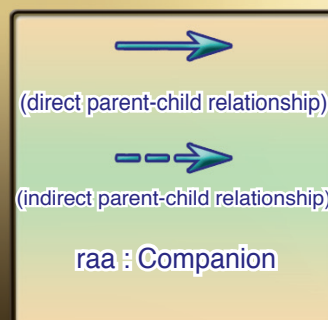 (direct parent-child relationship)
(indirect parent-child relationship)
raa : Companion